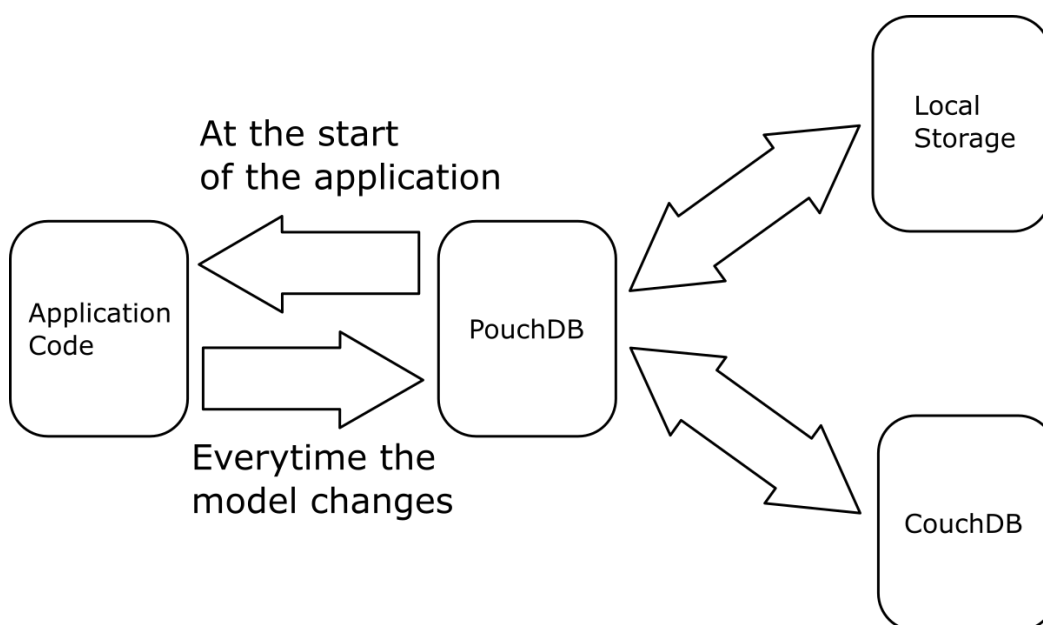 At the start
of the application
Application
Code
Everytime the
model changes
PouchDB
Local
Storage
CouchDB